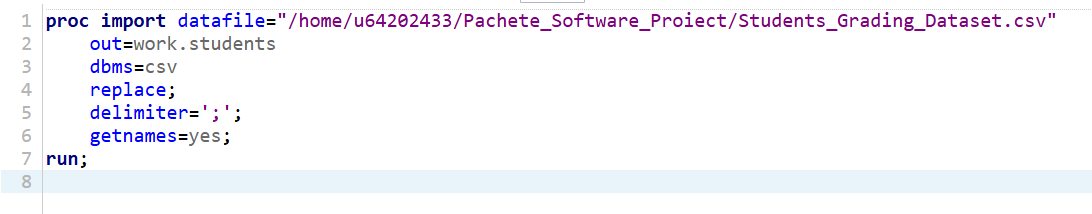 1 proc import datafile="/home/u64202433/Pachete_Software_Proiect/Students_Grading_Dataset.csv"
2     out=work.students
3     dbms=csv
4     replace;
5     delimiter=';';
6     getnames=yes;
7 run;
8